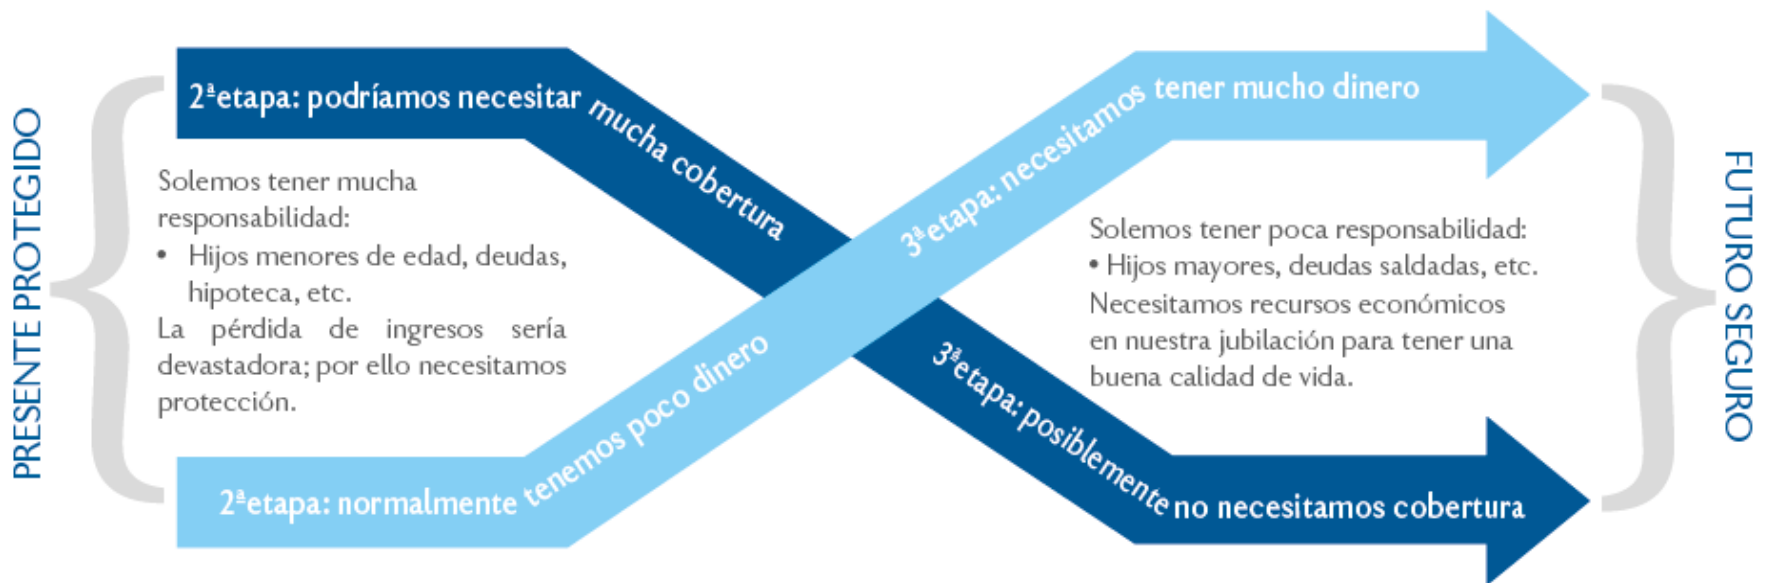 PRESENTE PROTEGIDO
2ªetapa: podríamos necesitar mucha cobertura
Solemos tener mucha
responsabilidad:
• Hijos menores de edad, deudas,
hipoteca, etc.
La pérdida de ingresos sería
devastadora; por ello necesitamos
protección.
2ªetapa: normalmente tenemos poco dinero
3ªetapa: necesitamos tener mucho dinero
Solemos tener poca responsabilidad:
• Hijos mayores, deudas saldadas, etc.
Necesitamos recursos económicos
en nuestra jubilación para tener una
buena calidad de vida.
3ªetapa: posiblemente no necesitamos cobertura
FUTURO SEGURO